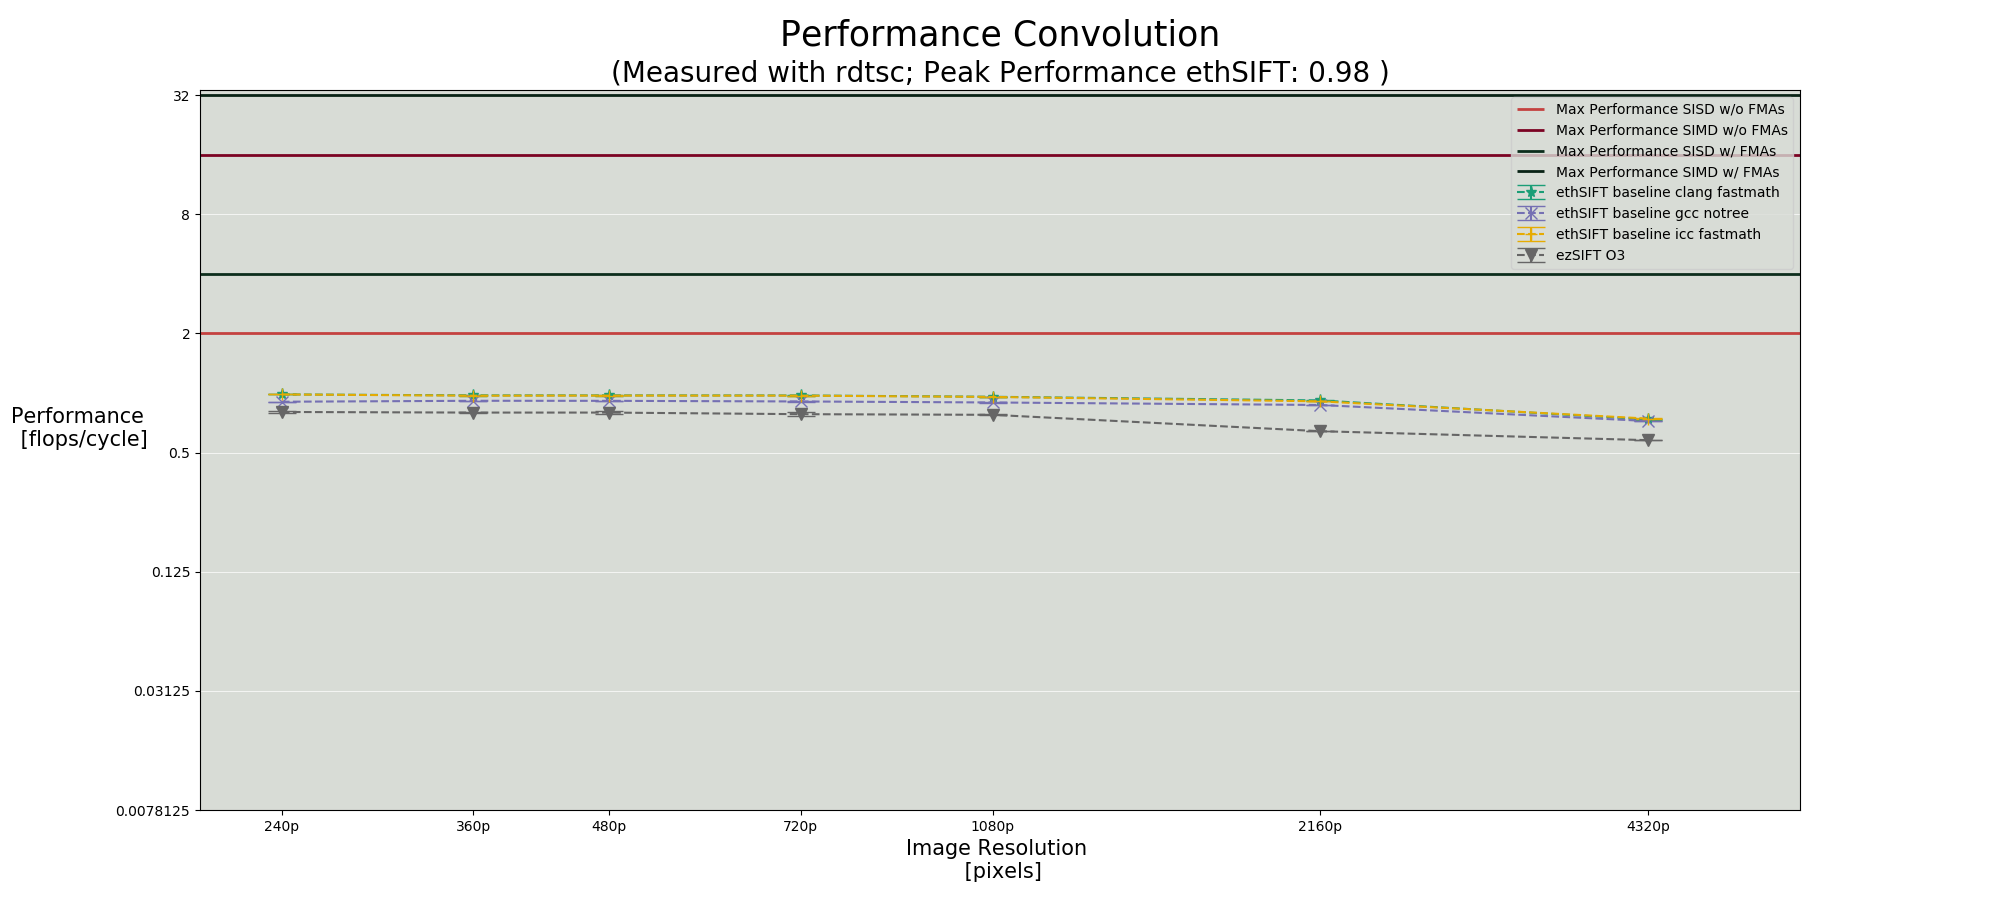 Performance Convolution
(Measured with rdtsc; Peak Performance ethSIFT: 0.98 )
32
8
2
0.5
0.125
0.03125
0.0078125
Performance
[flops/cycle]
Max Performance SISD w/o FMAs
Max Performance SIMD w/o FMAs
Max Performance SISD w/ FMAs
Max Performance SIMD w/ FMAs
ethSIFT baseline clang fastmath
ethSIFT baseline gcc notree
ethSIFT baseline icc fastmath
ezSIFT O3
240p 360p 480p 720p 1080p 2160p 4320p
Image Resolution
[pixels]